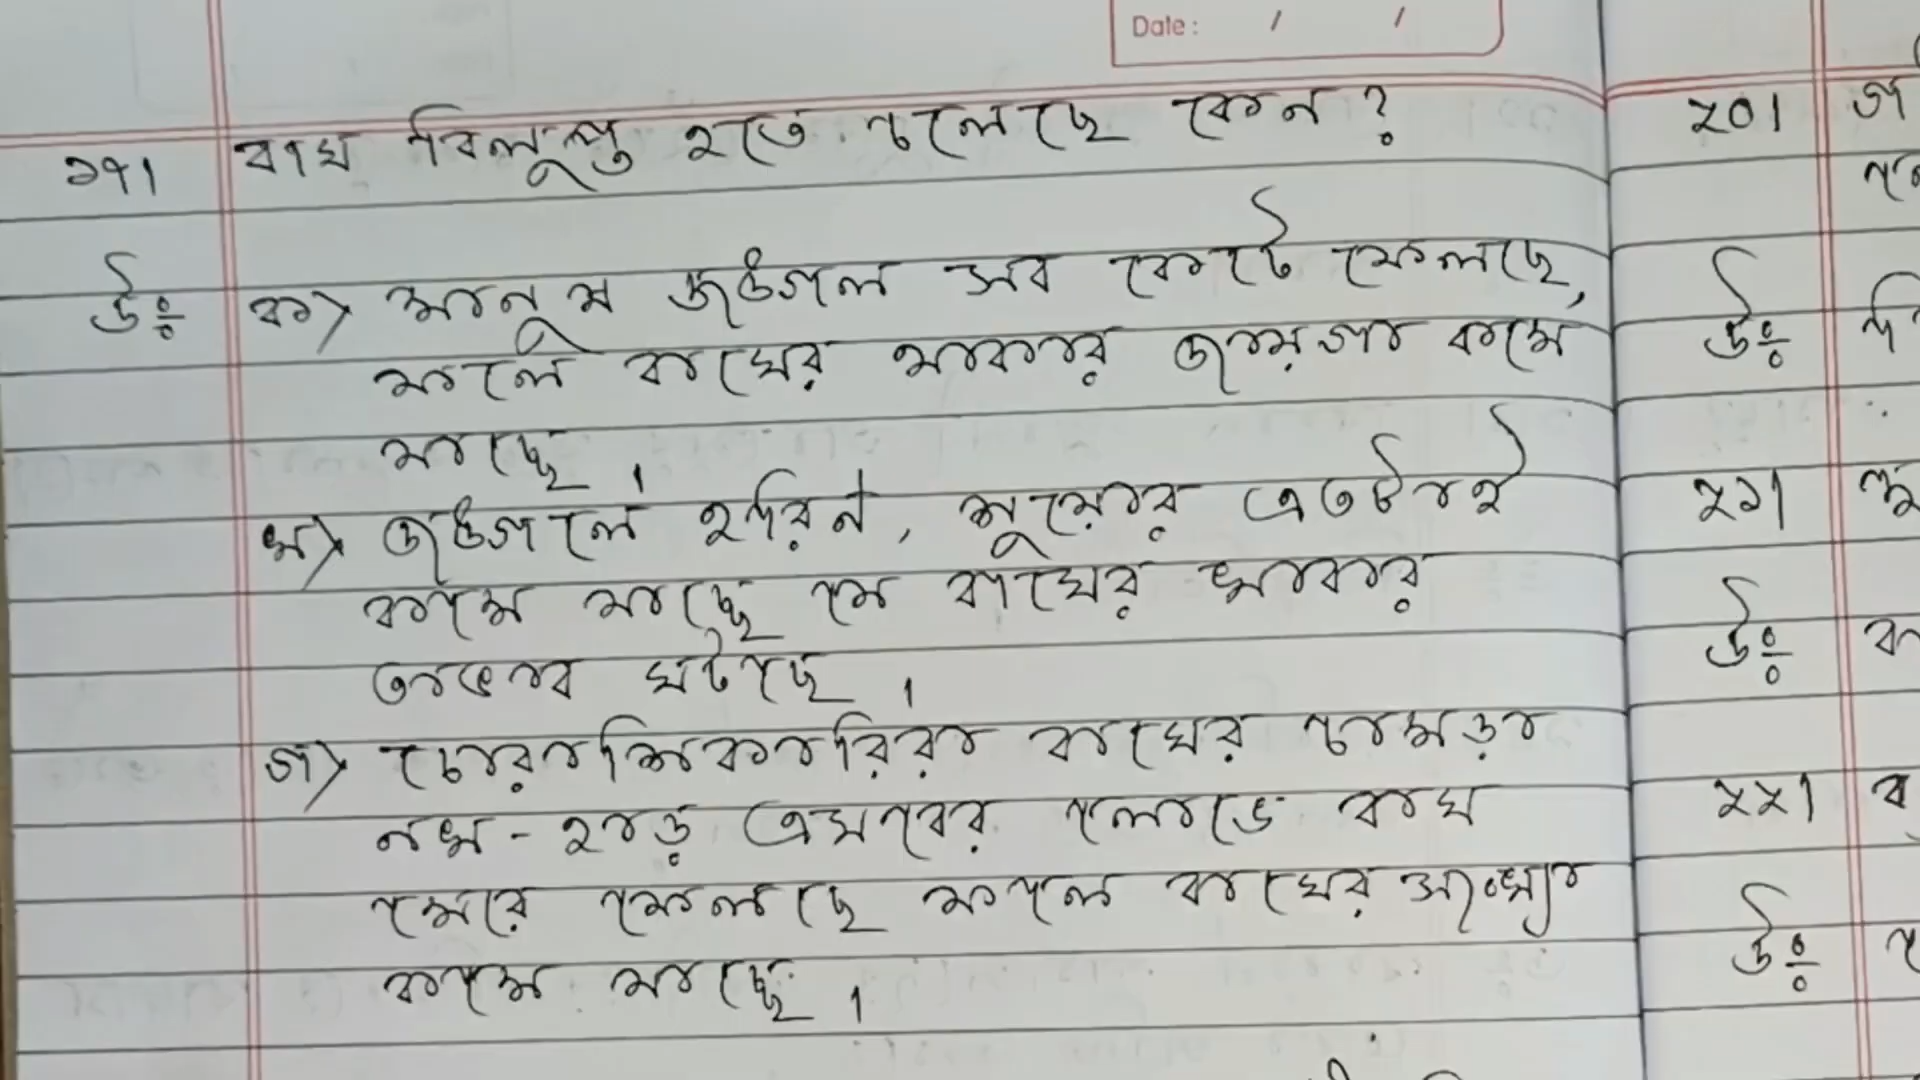 Date : / /
১৭। বাঘ বিলুপ্ত হতে চলেছে কেন?
উঃ ক) মানুষ জঙ্গল সব কেটে ফেলছে,
ফলে বাঘের থাকার জায়গা কমে
যাচ্ছে।
খ) জঙ্গলে হরিণ, শূয়োর এতটাই
কমে যাচ্ছে যে বাঘের খাবার
অভাব ঘটছে।
গ) চোরাশিকারিরা বাঘের চামড়া
নখ - হাড় এসবের লোভে বাঘ
মেরে ফেলছে ফলে বাঘের সংখ্যা
কমে যাচ্ছে।
২০।
উঃ
২১।
উঃ
২২।
উঃ